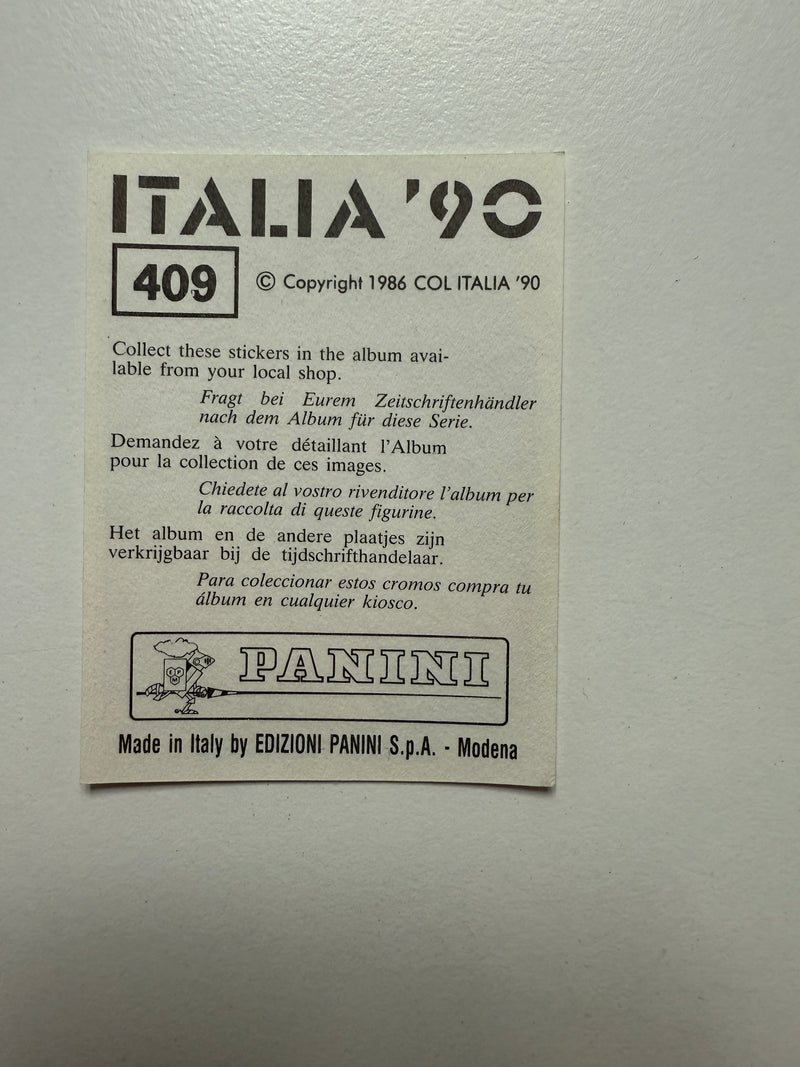 ITALIA '90
409
© Copyright 1986 COL ITALIA '90
Collect these stickers in the album avai-
lable from your local shop.
Fragt bei Eurem Zeitschriftenhändler
nach dem Album für diese Serie.
Demandez à votre détaillant l'Album
pour la collection de ces images.
Chiedete al vostro rivenditore l'album per
la raccolta di queste figurine.
Het album en de andere plaatjes zijn
verkrijgbaar bij de tijdschrifthandelaar.
Para coleccionar estos cromos compra tu
álbum en cualquier kiosco.
PANINI
Made in Italy by EDIZIONI PANINI S.p.A. - Modena